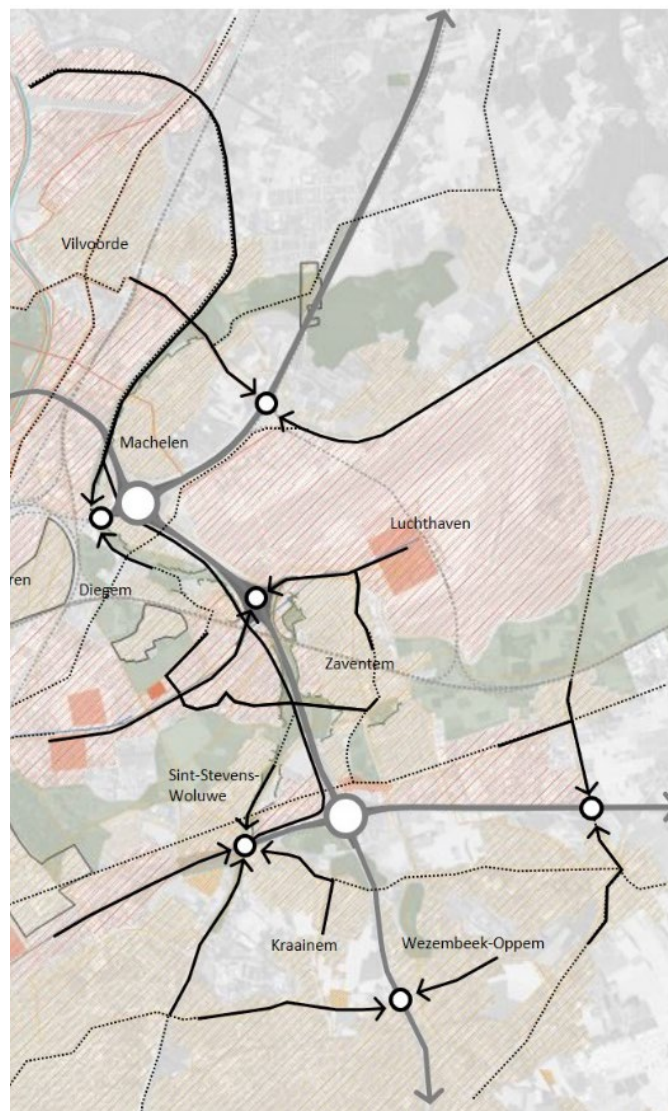 Vilvoorde
Machelen
Luchthaven
ren
Diegem
Zaventem
Sint-Stevens-
Woluwe
Kraainem
Wezembeek-Oppem